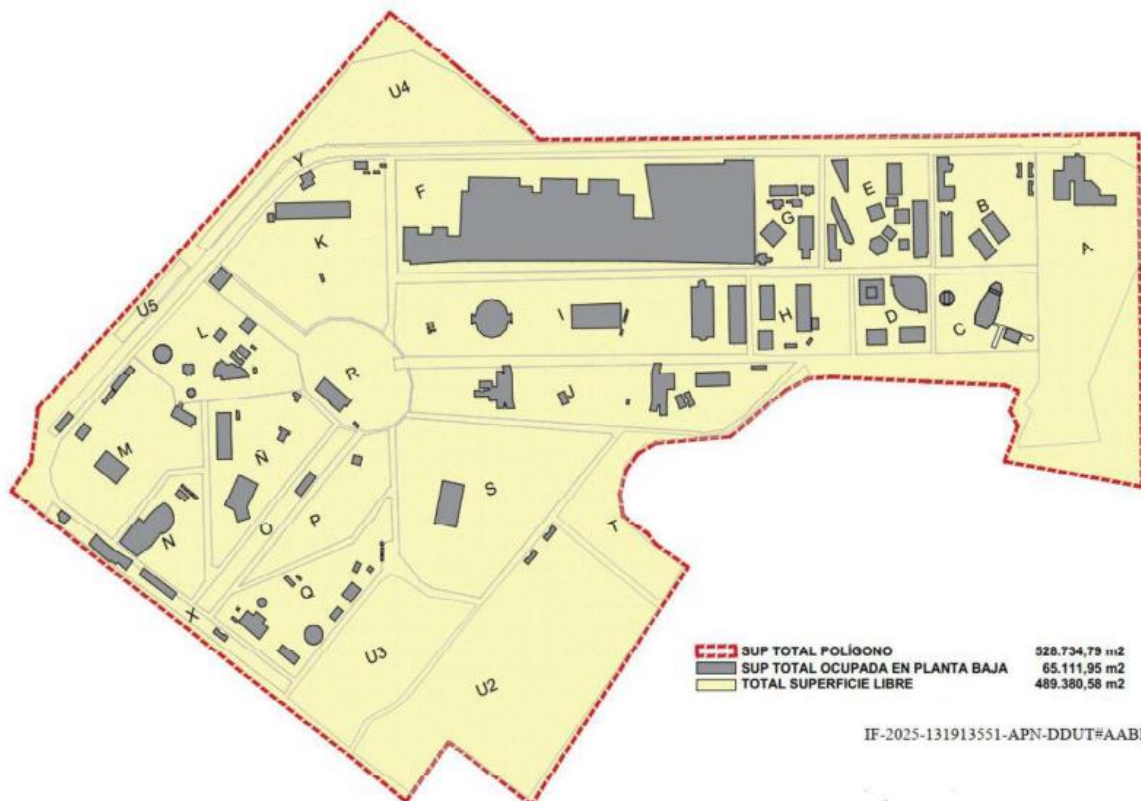 U4
Y
F
G
E
B
A
K
U5
I
H
D
C
L
R
J
M
Ñ
S
O
P
T
N
Q
X
U3
U2
SUP TOTAL POLÍGONO 528.734,79 m2
SUP TOTAL OCUPADA EN PLANTA BAJA 65.111,95 m2
TOTAL SUPERFICIE LIBRE 489.380,58 m2
IF-2025-131913551-APN-DDUT#AABE